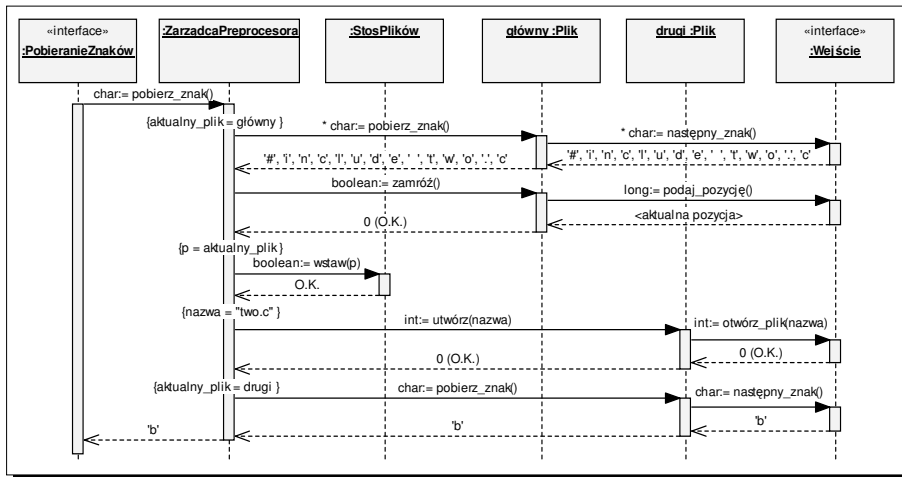 «interface»
:PobieranieZnaków
:ZarządcaPreprocesora
:StosPlików
główny :Plik
drugi :Plik
«interface»
:Wejście
char:= pobierz_znak()
{aktualny_plik = główny }
* char:= pobierz_znak()
* char:= następny_znak()
'#', 'i', 'n', 'c', 'l', 'u', 'd', 'e', ' ', 't', 'w', 'o', '.', 'c'
'#', 'i', 'n', 'c', 'l', 'u', 'd', 'e', ' ', 't', 'w', 'o', '.', 'c'
boolean:= zamróź()
long:= podaj_pozycję()
0 (O.K.)
<aktualna pozycja>
{p = aktualny_plik }
boolean:= wstaw(p)
O.K.
{nazwa = "two.c" }
int:= utwórz(nazwa)
int:= otwórz_plik(nazwa)
0 (O.K.)
0 (O.K.)
{aktualny_plik = drugi }
char:= pobierz_znak()
char:= następny_znak()
'b'
'b'
'b'